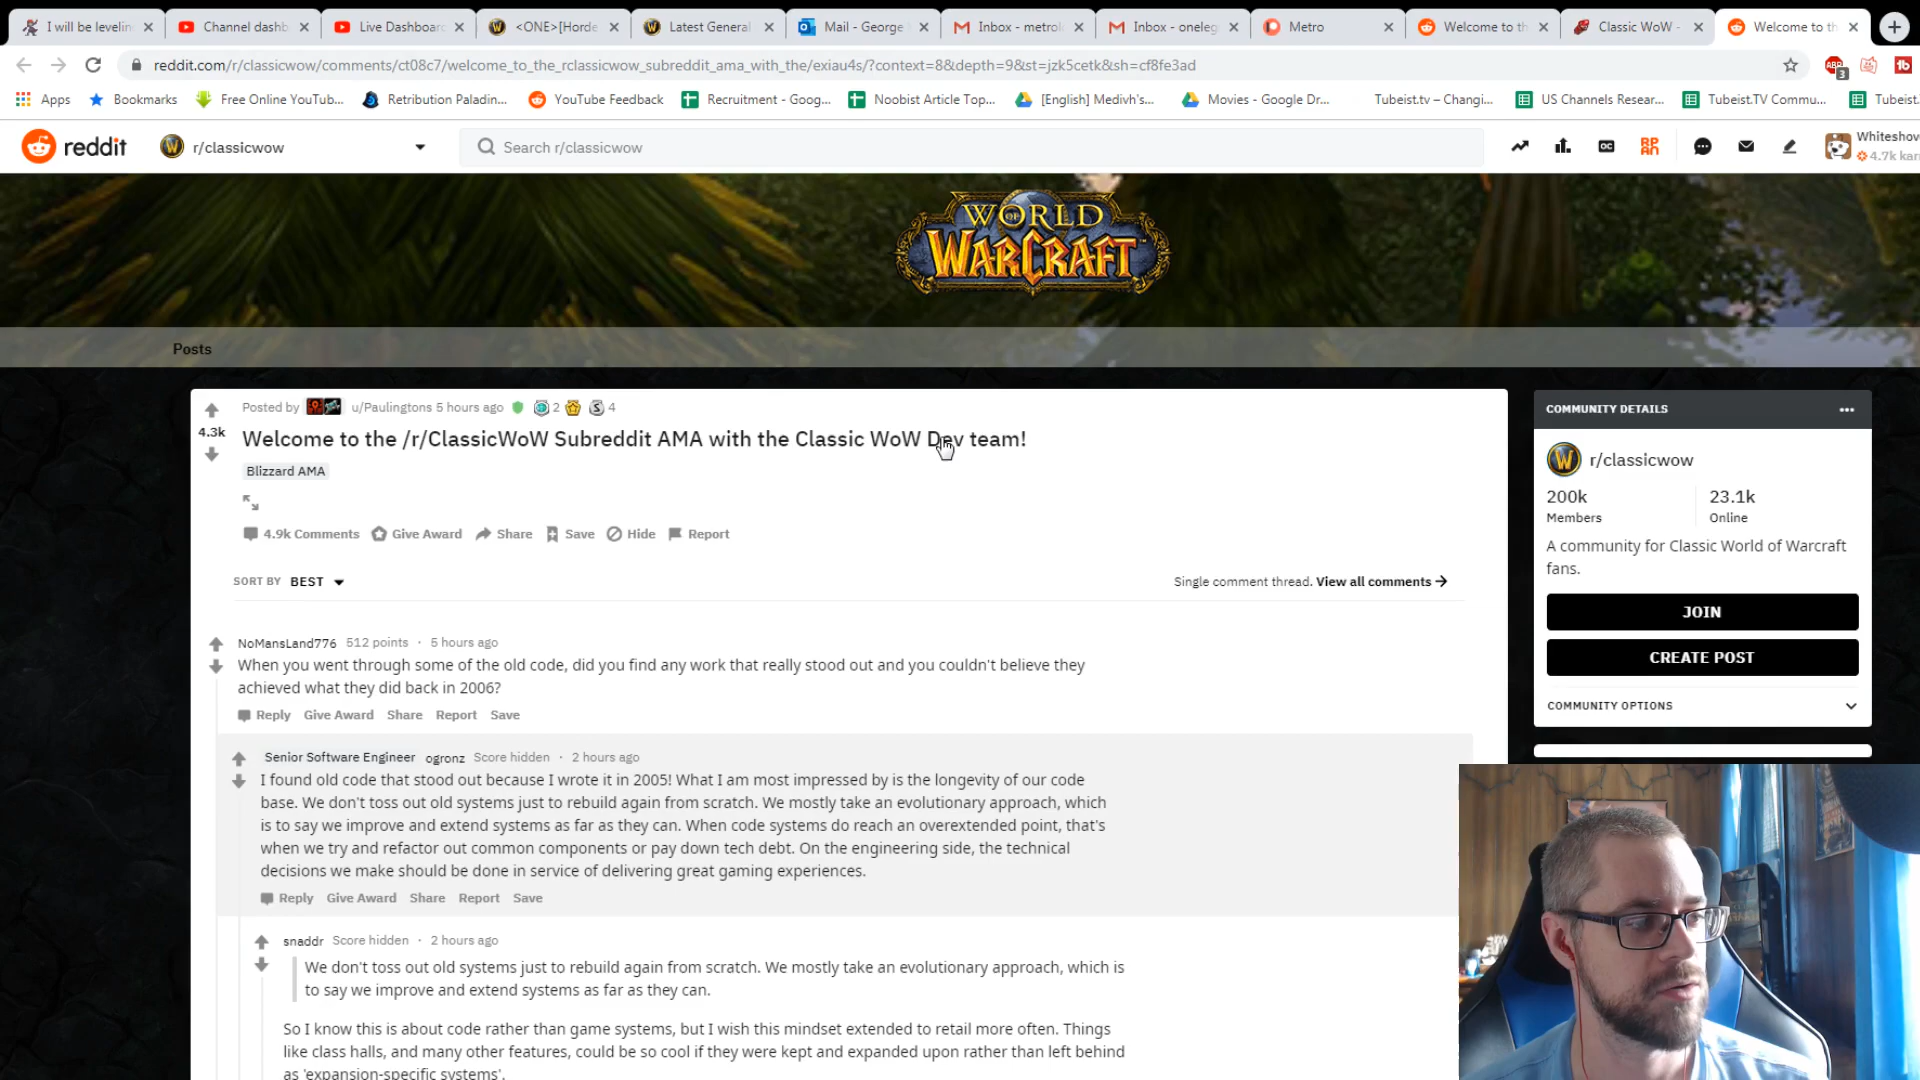 I will be levelin
Channel dashb
Live Dashboard
<ONE>[Horde
Latest General
Mail - George
Inbox - metrol
Inbox - oneleg
Metro
Welcome to th
Classic WoW -
Welcome to th
reddit.com/r/classicwow/comments/ct08c7/welcome_to_the_rclassicwow_subreddit_ama_with_the/exiau4s/?context=8&depth=9&st=jzk5cetk&sh=cf8fe3ad
ABP
3
Apps
Bookmarks
Free Online YouTub...
Retribution Paladin...
YouTube Feedback
Recruitment - Goog...
Noobist Article Top...
[English] Medivh's...
Movies - Google Dr...
Tubeist.tv – Changi...
US Channels Resear...
Tubeist.TV Commu...
Tubeist.
reddit
r/classicwow
Search r/classicwow
OC
RP
AN
Whiteshov
4.7k kar
WORLD
OF
WARCRAFT
Posts
Posted by
u/Paulingtons 5 hours ago
2
S 4
4.3k
Welcome to the /r/ClassicWoW Subreddit AMA with the Classic WoW Dev team!
Blizzard AMA
4.9k Comments
Give Award
Share
Save
Hide
Report
SORT BY BEST
Single comment thread. View all comments
NoMansLand776 512 points · 5 hours ago
When you went through some of the old code, did you find any work that really stood out and you couldn't believe they
achieved what they did back in 2006?
Reply Give Award Share Report Save
Senior Software Engineer ogronz Score hidden · 2 hours ago
I found old code that stood out because I wrote it in 2005! What I am most impressed by is the longevity of our code
base. We don't toss out old systems just to rebuild again from scratch. We mostly take an evolutionary approach, which
is to say we improve and extend systems as far as they can. When code systems do reach an overextended point, that's
when we try and refactor out common components or pay down tech debt. On the engineering side, the technical
decisions we make should be done in service of delivering great gaming experiences.
Reply Give Award Share Report Save
snaddr Score hidden · 2 hours ago
We don't toss out old systems just to rebuild again from scratch. We mostly take an evolutionary approach, which is
to say we improve and extend systems as far as they can.
So I know this is about code rather than game systems, but I wish this mindset extended to retail more often. Things
like class halls, and many other features, could be so cool if they were kept and expanded upon rather than left behind
as 'expansion-specific systems'.
COMMUNITY DETAILS
r/classicwow
200k
Members
23.1k
Online
A community for Classic World of Warcraft
fans.
JOIN
CREATE POST
COMMUNITY OPTIONS